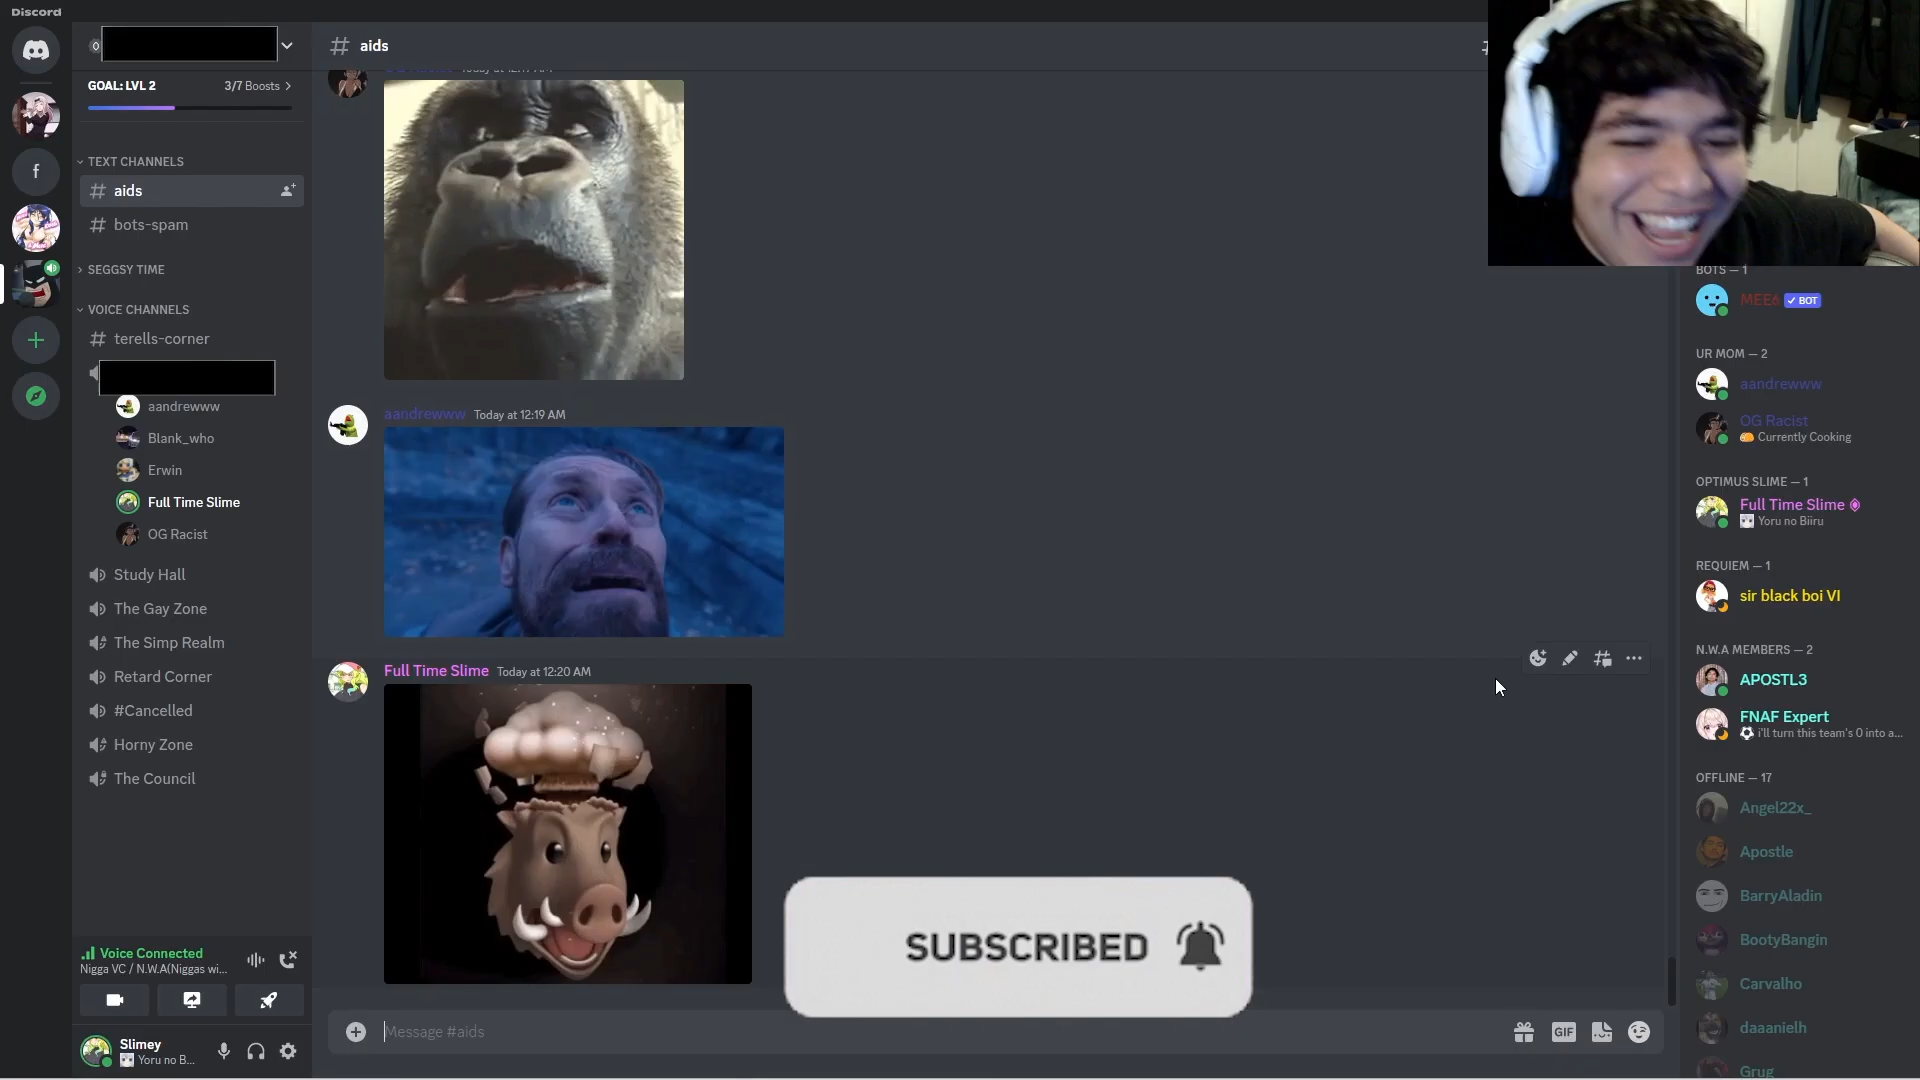 Discord
GOAL: LVL 2
3/7 Boosts
TEXT CHANNELS
aids
bots-spam
SEGGSY TIME
VOICE CHANNELS
terells-corner
aandrewww
Blank_who
Erwin
Full Time Slime
OG Racist
Study Hall
The Gay Zone
The Simp Realm
Retard Corner
#Cancelled
Horny Zone
The Council
Voice Connected
Nigga VC / N.W.A(Niggas wi...
Slimey
Yoru no B...
f
# aids
Today at 12:17 AM
aandrewww Today at 12:19 AM
Full Time Slime Today at 12:20 AM
SUBSCRIBED
Message #aids
GIF
BOTS — 1
MEE6 BOT
UR MOM — 2
aandrewww
OG Racist
Currently Cooking
OPTIMUS SLIME — 1
Full Time Slime
Yoru no Biiru
REQUIEM — 1
sir black boi VI
N.W.A MEMBERS — 2
APOSTL3
FNAF Expert
i'll turn this team's 0 into a...
OFFLINE — 17
Angel22x_
Apostle
BarryAladin
BootyBangin
Carvalho
daaanielh
Grug